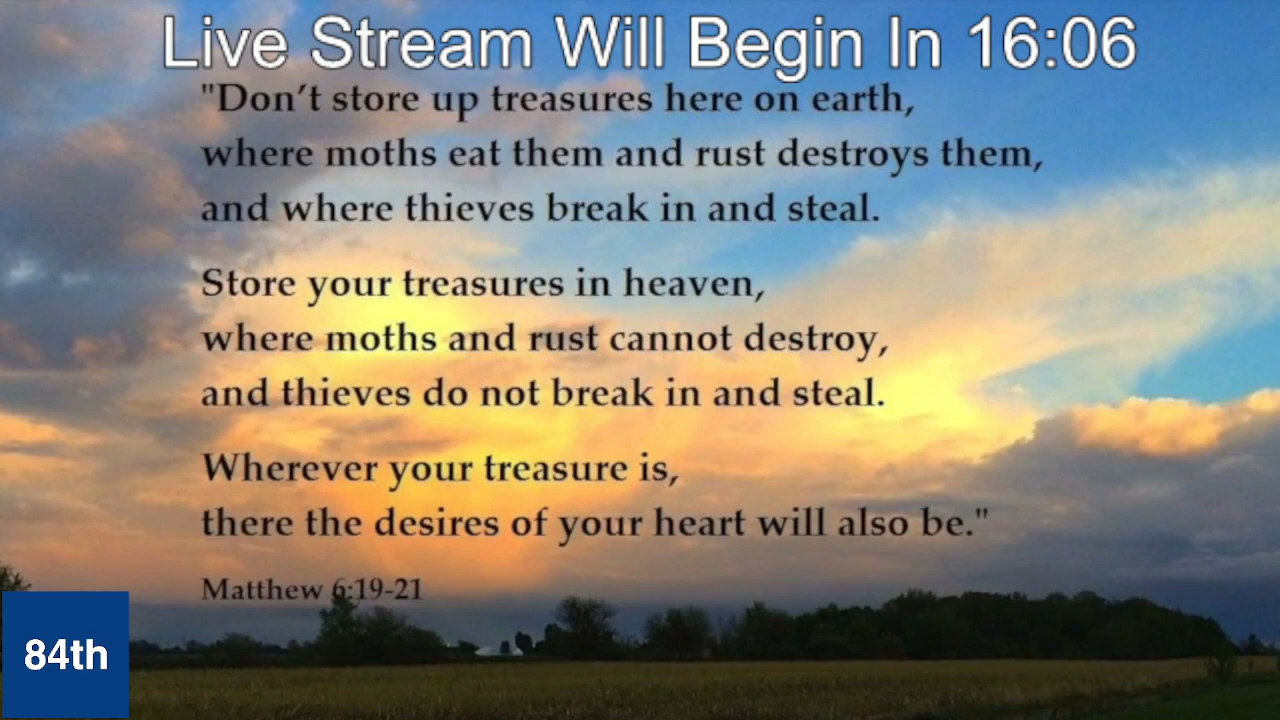 Live Stream Will Begin In 16:06
"Don’t store up treasures here on earth,
where moths eat them and rust destroys them,
and where thieves break in and steal.
Store your treasures in heaven,
where moths and rust cannot destroy,
and thieves do not break in and steal.
Wherever your treasure is,
there the desires of your heart will also be."
Matthew 6:19-21
84th